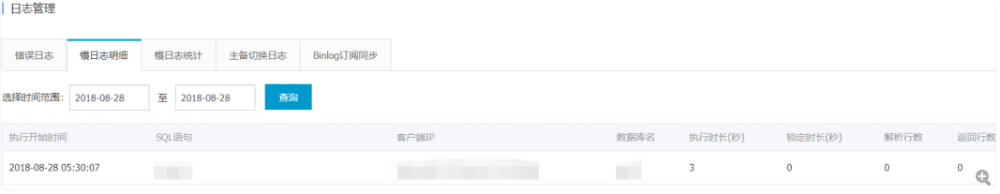 日志管理
错误日志 慢日志明细 慢日志统计 主备切换日志 Binlog订阅同步
选择时间范围: 2018-08-28 至 2018-08-28 查询
执行开始时间 SQL语句 客户端IP 数据库名 执行时长(秒) 锁定时长(秒) 解析行数 返回行数
2018-08-28 05:30:07 3 0 0 0